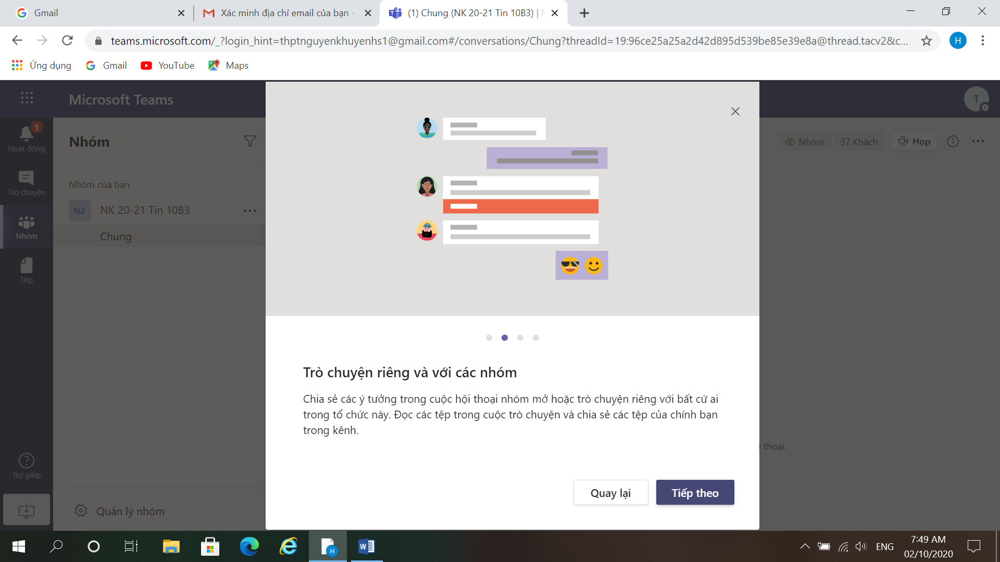 Gmail
Xác minh địa chỉ email của bạn -
(1) Chung (NK 20-21 Tin 10B3) |
teams.microsoft.com/_?login_hint=thptnguyenkhuyenhs1@gmail.com#/conversations/Chung?threadId=19:96ce25a25a2d42d895d539be85e39e8a@thread.tacv2&c...
H
Ứng dụng
Gmail
YouTube
Maps
Microsoft Teams
T
1
Hoạt động
Nhóm
Nhóm
37 Khách
Họp
Nhóm của bạn
Trò chuyện
N2
NK 20-21 Tin 10B3
Nhóm
Chung
Tệp
Trò chuyện riêng và với các nhóm
Chia sẻ các ý tưởng trong cuộc hội thoại nhóm mở hoặc trò chuyện riêng với bất cứ ai
trong tổ chức này. Đọc các tệp trong cuộc trò chuyện và chia sẻ các tệp của chính bạn
trong kênh.
i thoại.
Trợ giúp
Quay lại
Tiếp theo
Quản lý nhóm
H
W
ENG
7:49 AM
02/10/2020